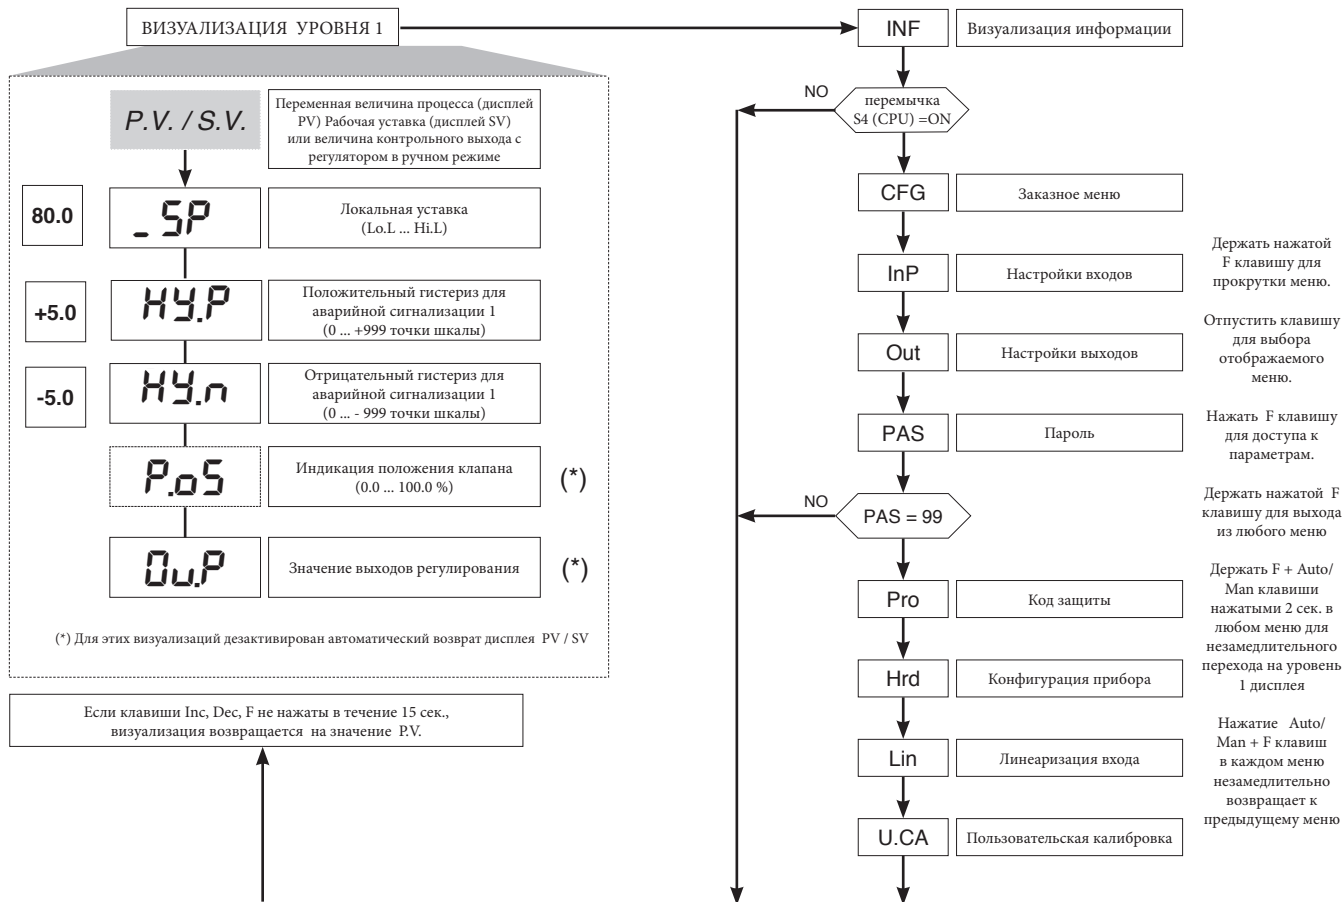 ВИЗУАЛИЗАЦИЯ УРОВНЯ 1
P.V. / S.V.
Переменная величина процесса (дисплей
PV) Рабочая уставка (дисплей SV)
или величина контрольного выхода с
регулятором в ручном режиме
80.0
_SP
Локальная уставка
(Lo.L ... Hi.L)
+5.0
HY.P
Положительный гистериз для
аварийной сигнализации 1
(0 ... +999 точки шкалы)
-5.0
HY.n
Отрицательный гистериз для
аварийной сигнализации 1
(0 ... - 999 точки шкалы)
P.oS
Индикация положения клапана
(0.0 ... 100.0 %)
(*)
Ou.P
Значение выходов регулирования
(*)
(*) Для этих визуализаций дезактивирован автоматический возврат дисплея PV / SV
Если клавиши Inc, Dec, F не нажаты в течение 15 сек.,
визуализация возвращается на значение P.V.
INF
Визуализация информации
NO
перемычка
S4 (CPU) =ON
CFG
Заказное меню
InP
Настройки входов
Out
Настройки выходов
PAS
Пароль
NO
PAS = 99
Pro
Код защиты
Hrd
Конфигурация прибора
Lin
Линеаризация входа
U.CA
Пользовательская калибровка
Держать нажатой
F клавишу для
прокрутки меню.
Отпустить клавишу
для выбора
отображаемого
меню.
Нажать F клавишу
для доступа к
параметрам.
Держать нажатой F
клавишу для выхода
из любого меню
Держать F + Auto/
Man клавиши
нажатыми 2 сек. в
любом меню для
незамедлительного
перехода на уровень
1 дисплея
Нажатие Auto/
Man + F клавиш
в каждом меню
незамедлительно
возвращает к
предыдущему меню